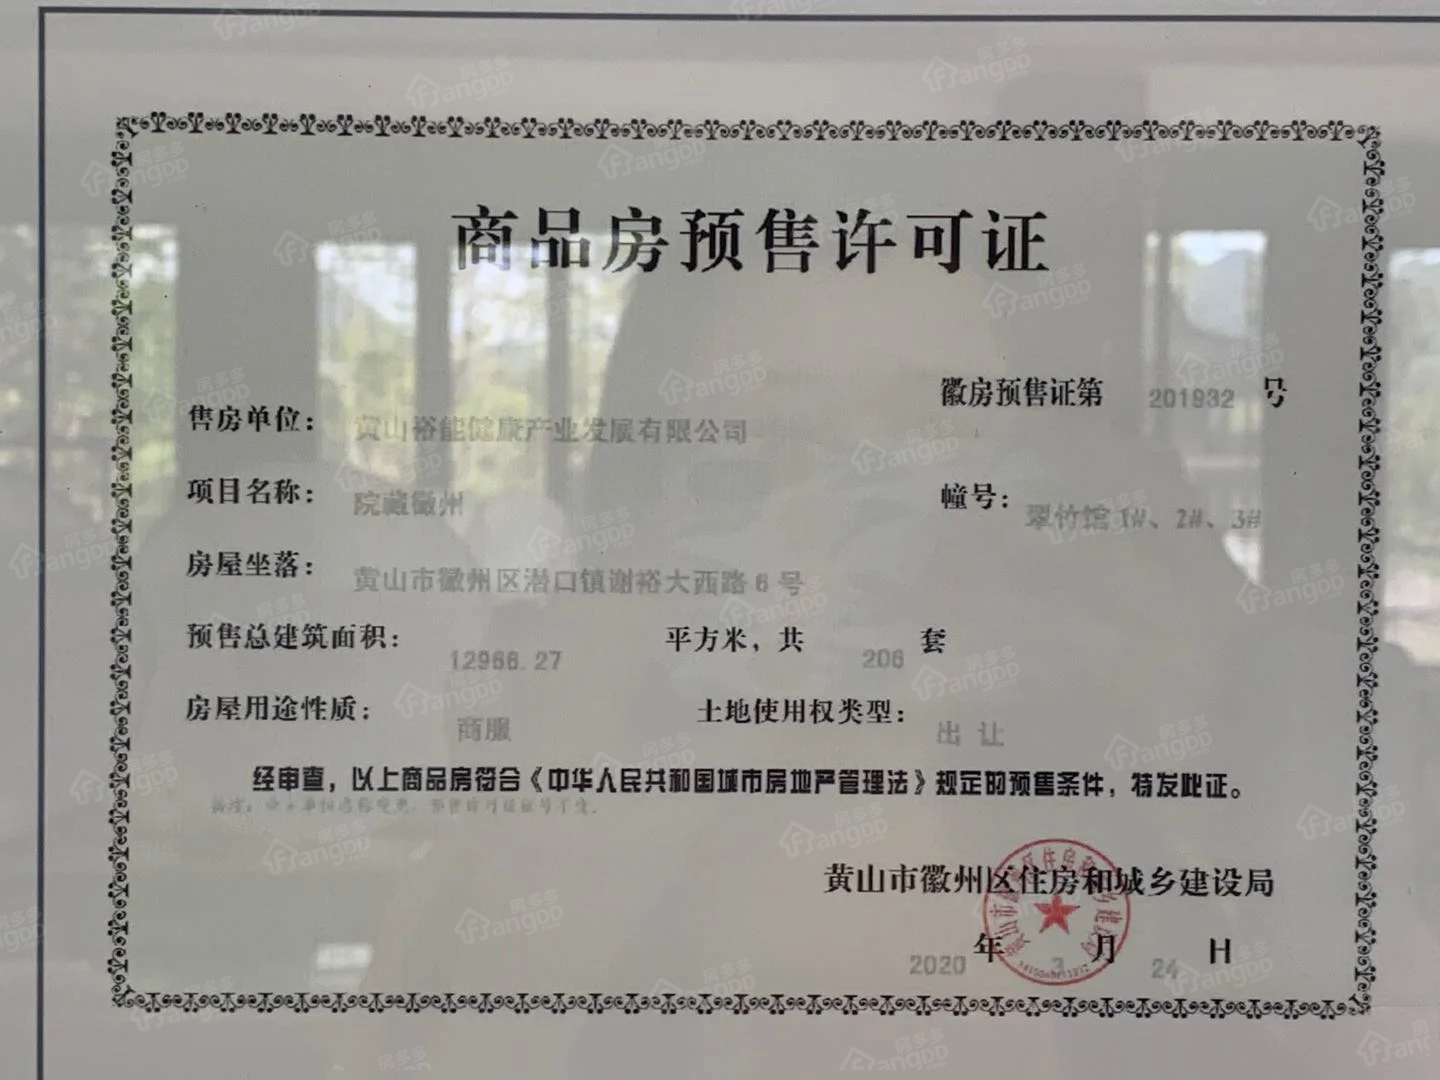 商品房预售许可证
徽房预售证第 201932 号
售房单位： 黄山裕能健康产业发展有限公司
项目名称： 院藏徽州
幢号： 翠竹馆 1#、2#、3#
房屋坐落： 黄山市徽州区潜口镇谢裕大西路 6 号
预售总建筑面积： 12966.27 平方米，共 206 套
房屋用途性质： 商服 土地使用权类型： 出 让
经审查，以上商品房符合《中华人民共和国城市房地产管理法》规定的预售条件，特发此证。
黄山市徽州区住房和城乡建设局
2020 年 3 月 24 日
房多多
Fangdd